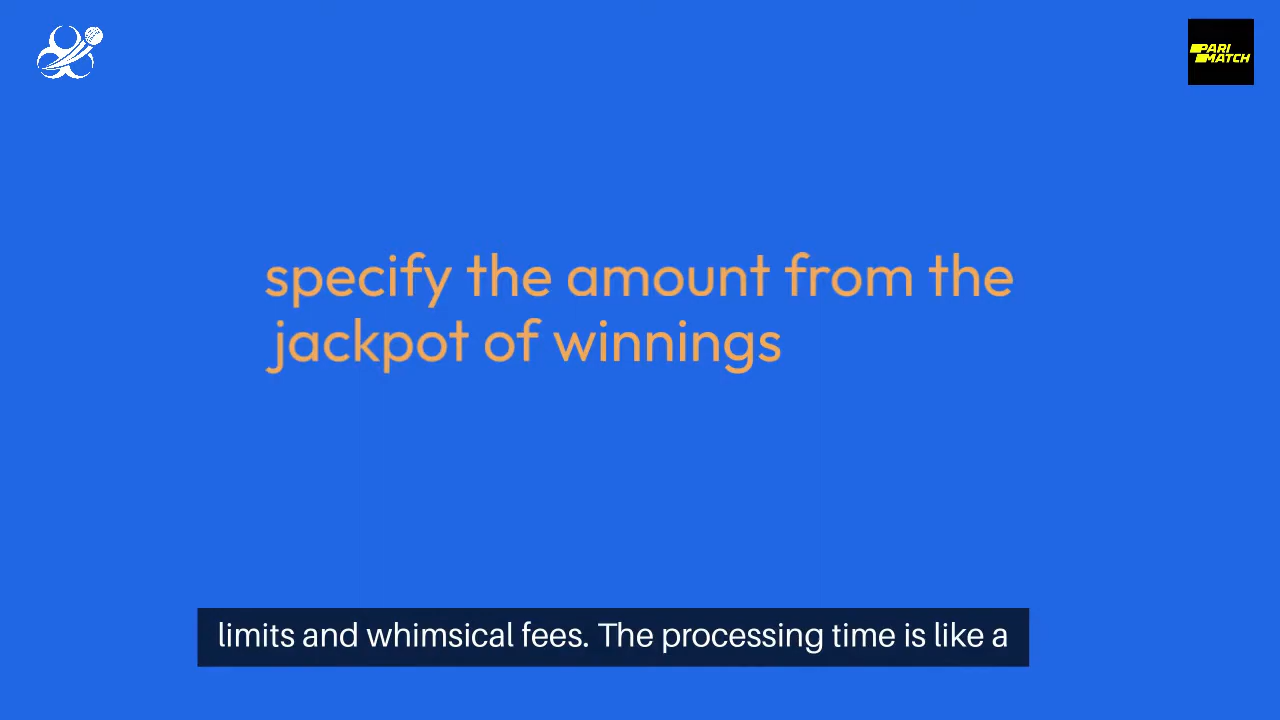 PARI
MATCH
specify the amount from the
jackpot of winnings
limits and whimsical fees. The processing time is like a